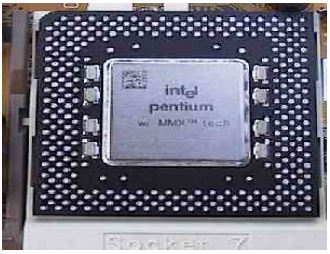 intel
pentium
w/ MMX™ tech
Socket 7